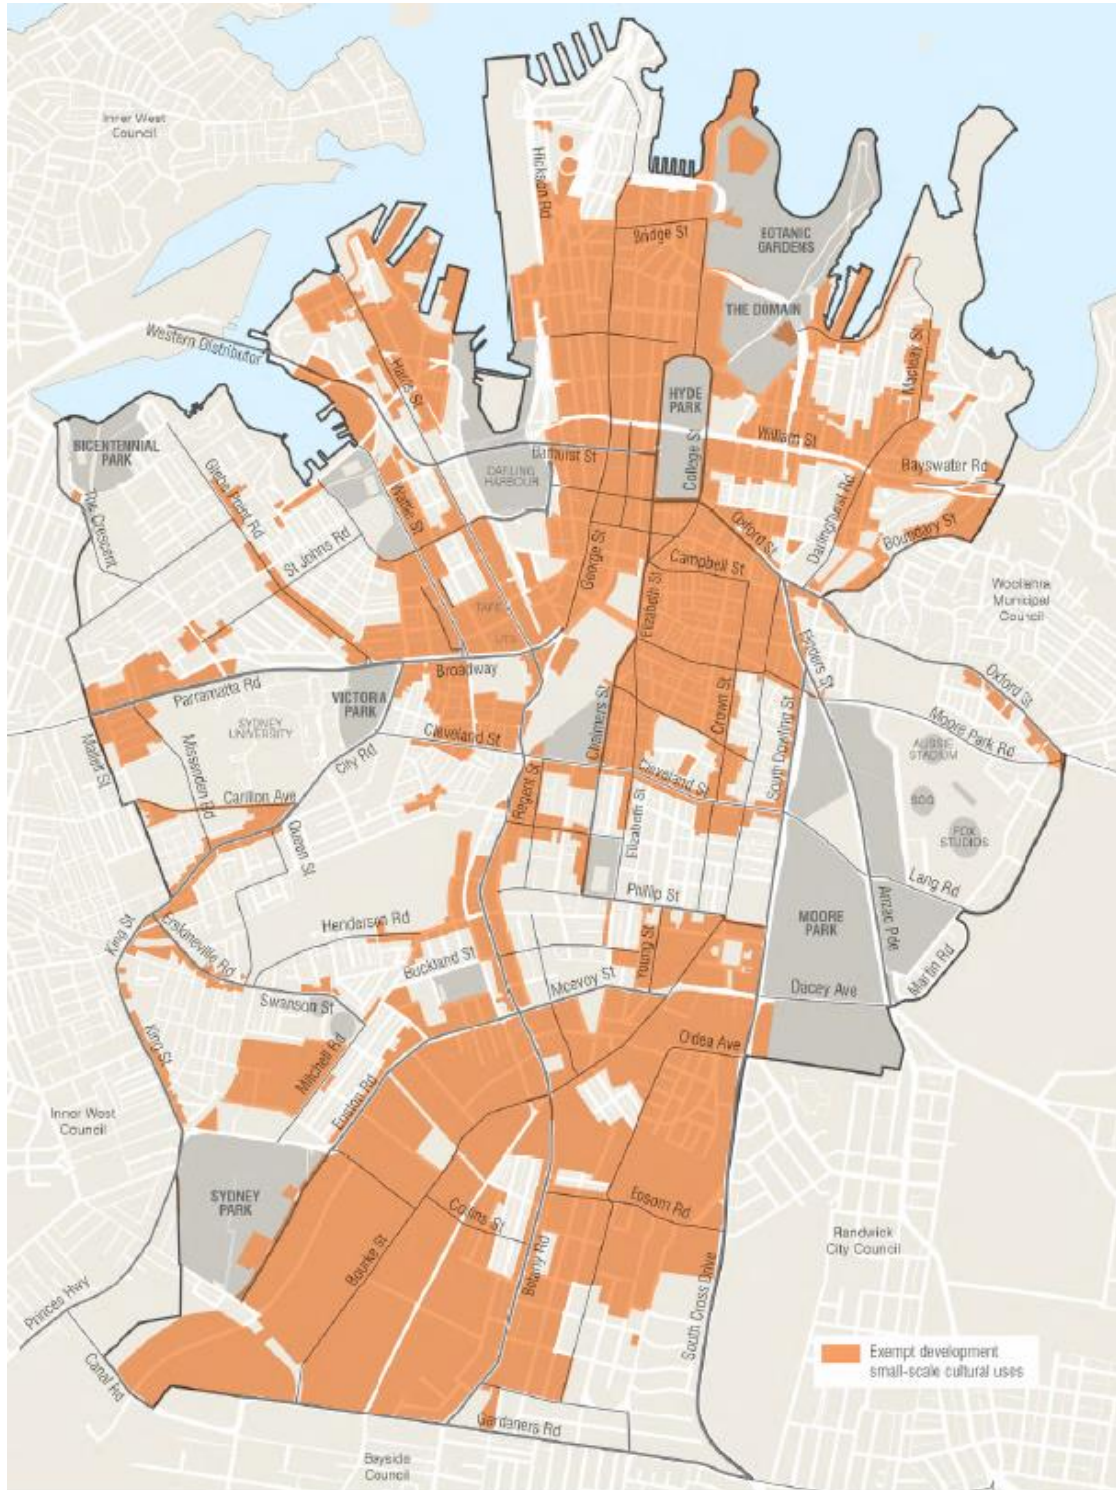 Inner West
Council
Hickson Rd
Bridge St
BOTANIC
GARDENS
THE DOMAIN
Western Distributor
Harris St
Macleay St
HYDE
PARK
College St
William St
Bathurst St
BICENTENNIAL
PARK
Glebe Point Rd
DARLING
HARBOUR
Bayswater Rd
Wattle St
The Crescent
St Johns Rd
Oxford St
Darlinghurst Rd
Boundary St
George St
Campbell St
Elizabeth St
Woollahra
Municipal
Council
TAFE
UTS
Broadway
Flinders St
Parramatta Rd
VICTORIA
PARK
Oxford St
Moore Park Rd
SYDNEY
UNIVERSITY
Chalmers St
Crown St
South Dowling St
Cleveland St
City Rd
Mallett St
Missenden Rd
AUSSIE
STADIUM
Cleveland St
Carillon Ave
Regent St
Elizabeth St
SCG
FOX
STUDIOS
Queen St
Phillip St
Lang Rd
King St
Erskineville Rd
Henderson Rd
MOORE
PARK
Anzac Pde
Young St
Buckland St
Mcevoy St
Martin Rd
Swanson St
Dacey Ave
King St
Mitchell Rd
O'dea Ave
Euston Rd
Inner West
Council
SYDNEY
PARK
Collins St
Epsom Rd
Bourke St
Botany Rd
Randwick
City Council
South Cross Drive
Princes Hwy
Canal Rd
Exempt development
small-scale cultural uses
Gardeners Rd
Bayside
Council